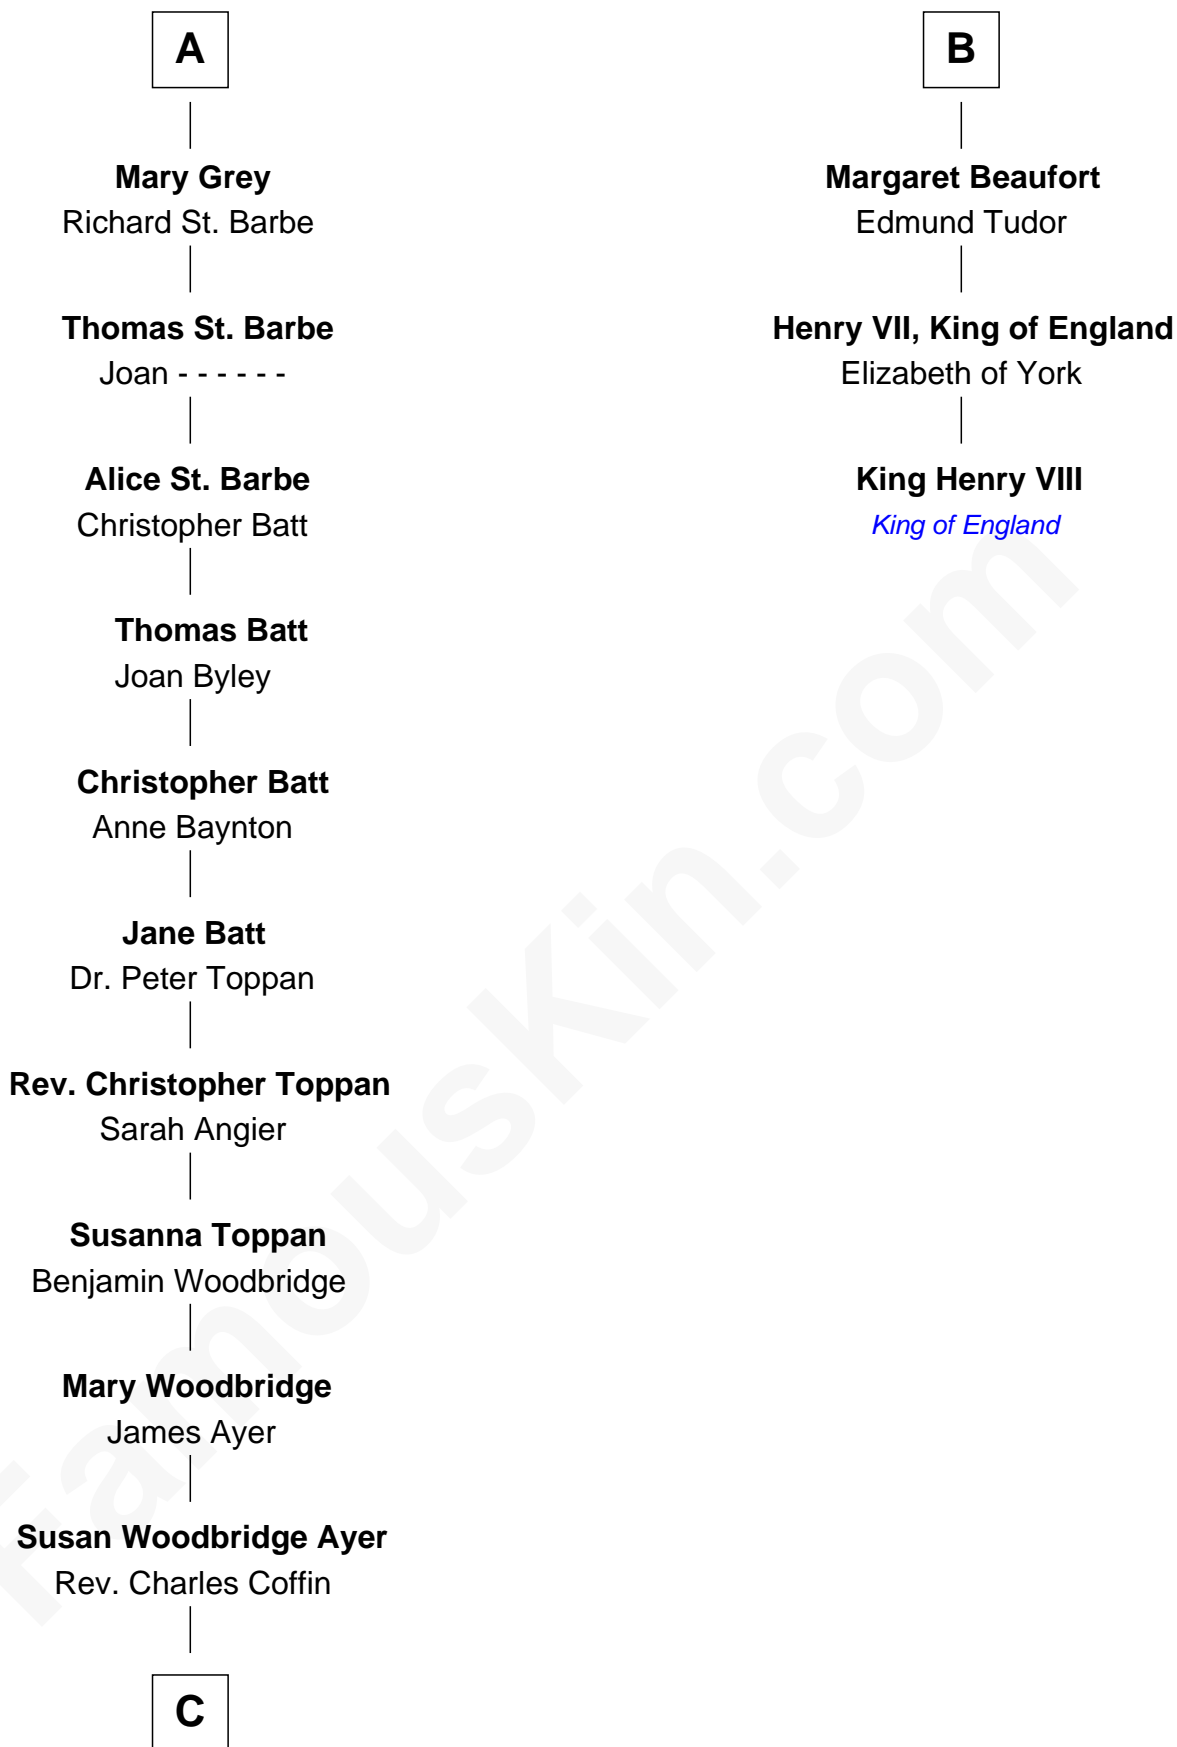 A
Mary Grey
Richard St. Barbe
Thomas St. Barbe
Joan - - - - - -
Alice St. Barbe
Christopher Batt
Thomas Batt
Joan Byley
Christopher Batt
Anne Baynton
Jane Batt
Dr. Peter Toppan
Rev. Christopher Toppan
Sarah Angier
Susanna Toppan
Benjamin Woodbridge
Mary Woodbridge
James Ayer
Susan Woodbridge Ayer
Rev. Charles Coffin
C
B
Margaret Beaufort
Edmund Tudor
Henry VII, King of England
Elizabeth of York
King Henry VIII
King of England
FamousKin.com